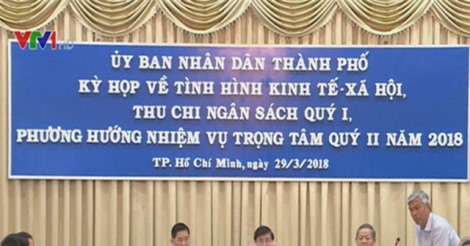 VTV1 HD
ỦY BAN NHÂN DÂN THÀNH PHỐ
KỲ HỌP VỀ TÌNH HÌNH KINH TẾ-XÃ HỘI,
THU CHI NGÂN SÁCH QUÝ I,
PHƯƠNG HƯỚNG NHIỆM VỤ TRỌNG TÂM QUÝ II NĂM 2018
TP. Hồ Chí Minh, ngày 29/3/2018